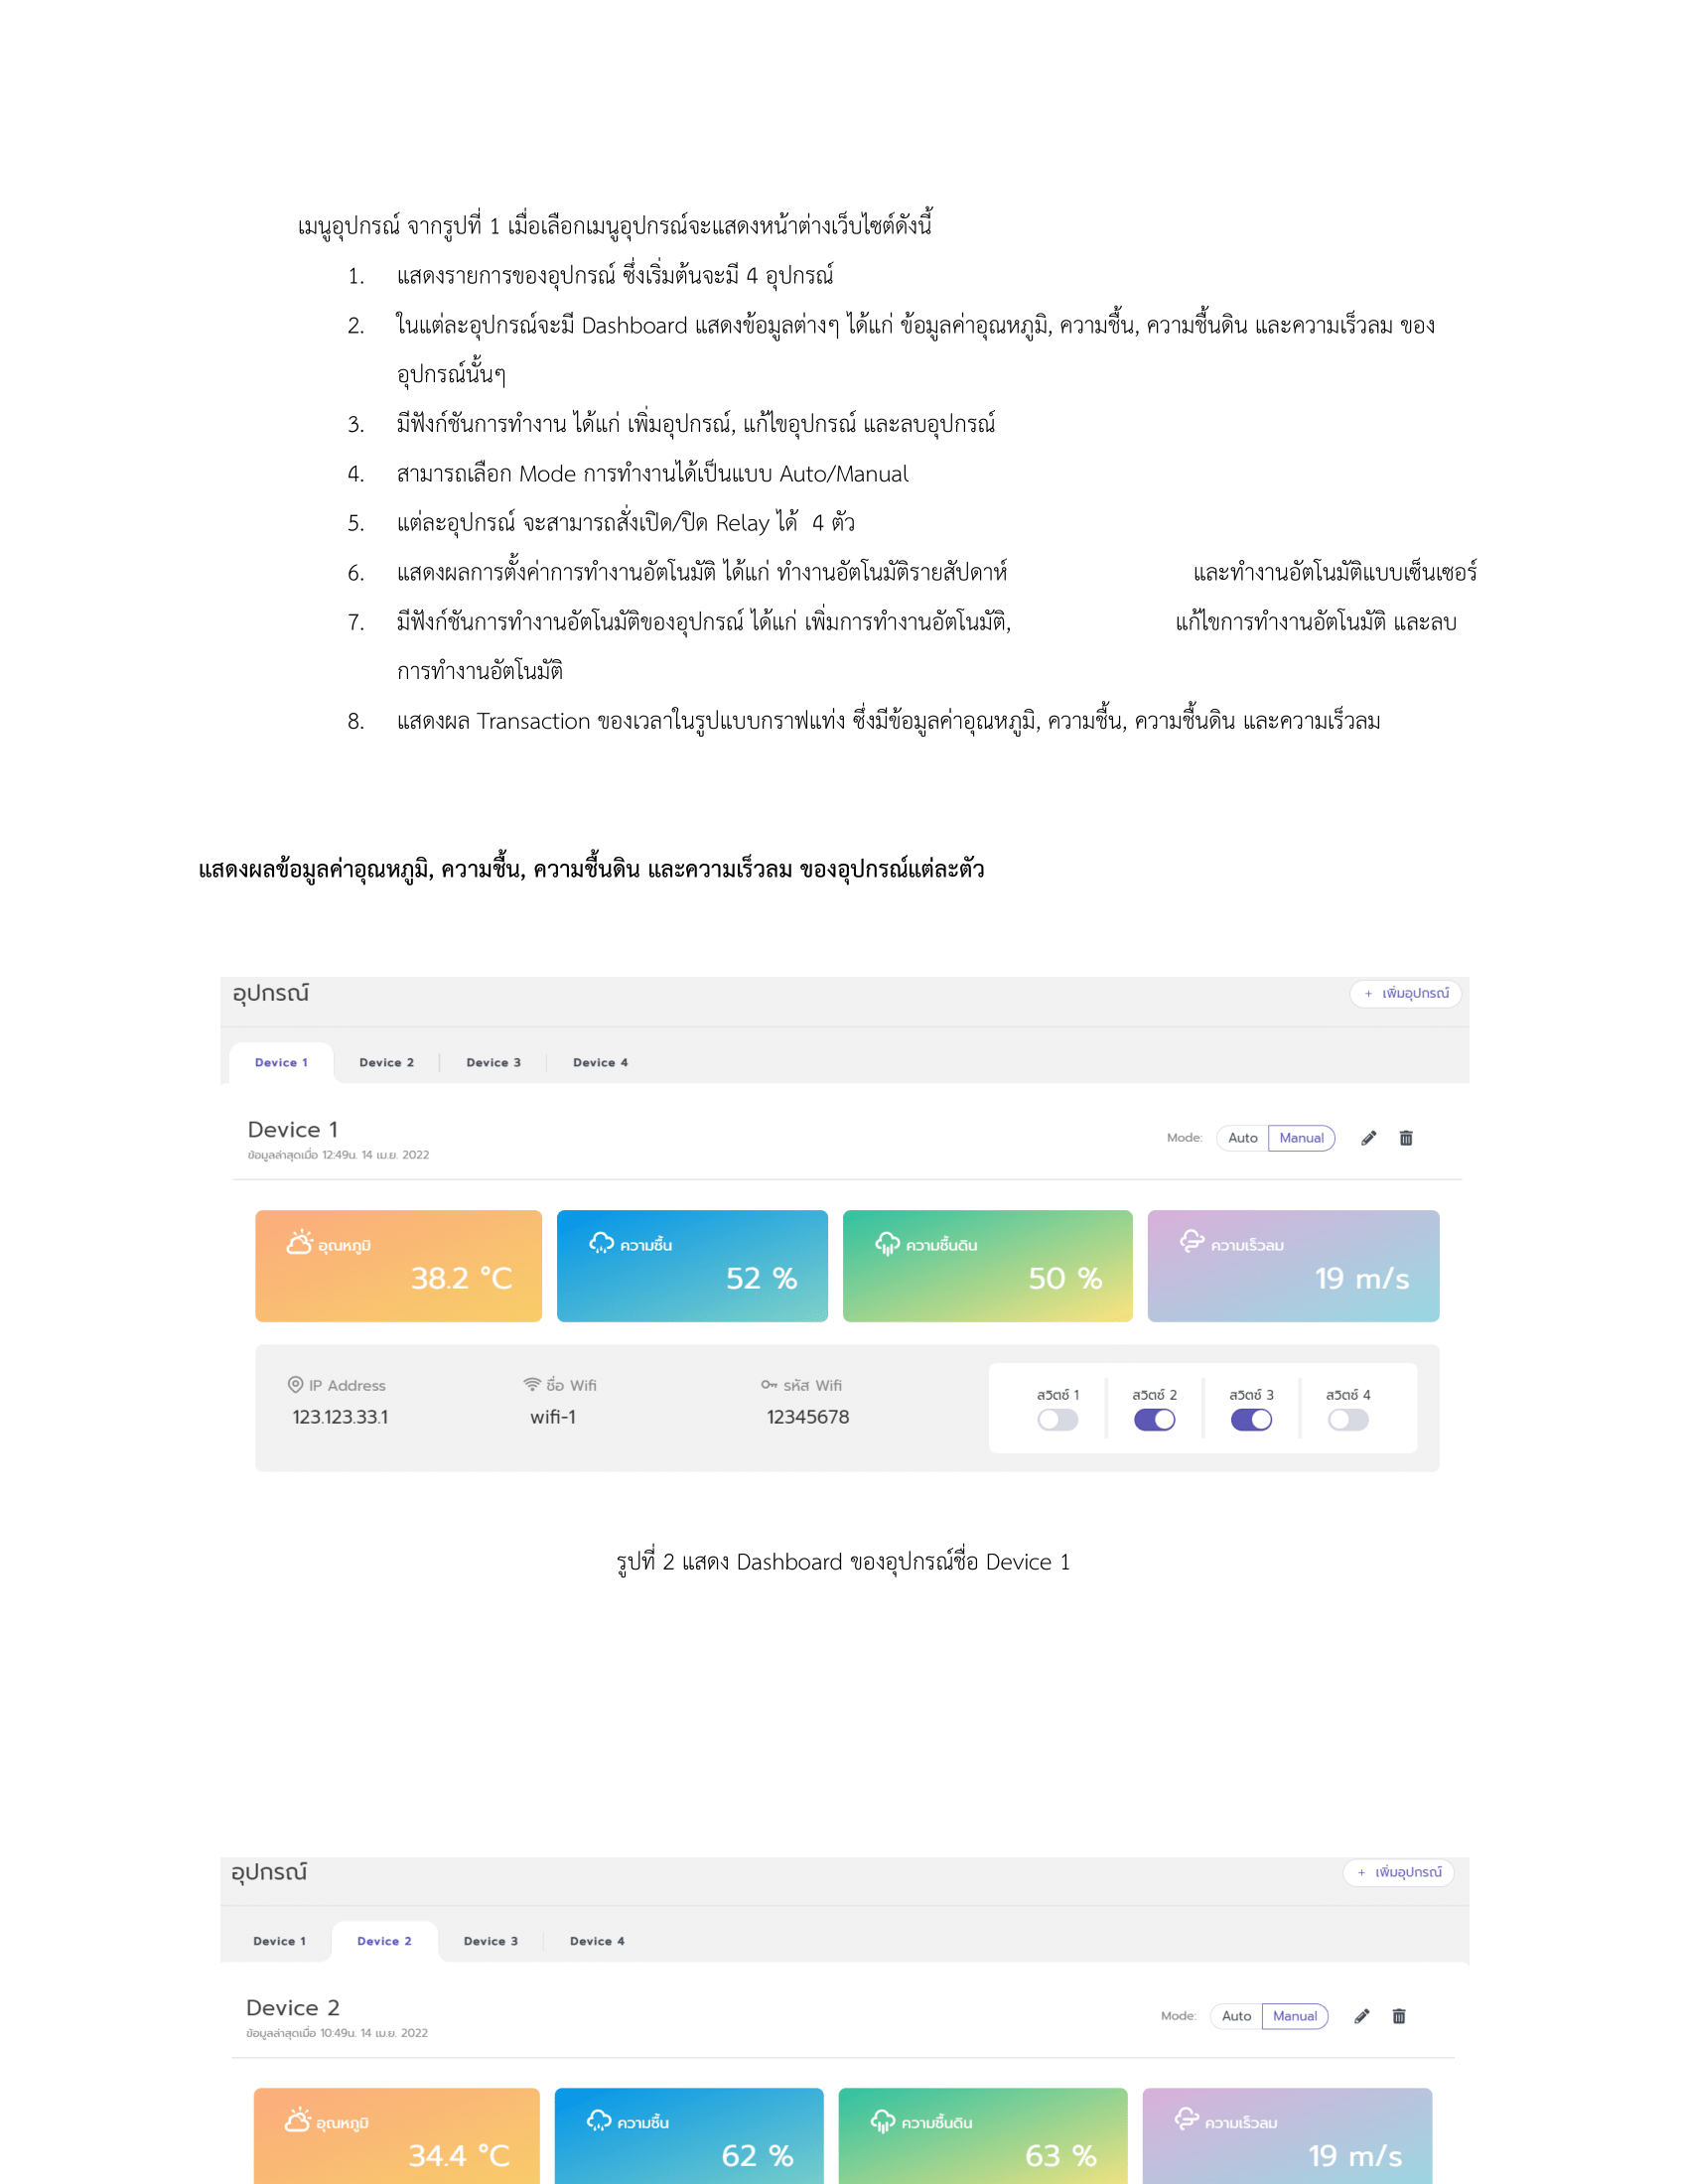 เมนูอุปกรณ์ จากรูปที่ 1 เมื่อเลือกเมนูอุปกรณ์จะแสดงหน้าต่างเว็บไซต์ดังนี้
1. แสดงรายการของอุปกรณ์ ซึ่งเริ่มต้นจะมี 4 อุปกรณ์
2. ในแต่ละอุปกรณ์จะมี Dashboard แสดงข้อมูลต่างๆ ได้แก่ ข้อมูลค่าอุณหภูมิ, ความชื้น, ความชื้นดิน และความเร็วลม ของ
อุปกรณ์นั้นๆ
3. มีฟังก์ชันการทำงาน ได้แก่ เพิ่มอุปกรณ์, แก้ไขอุปกรณ์ และลบอุปกรณ์
4. สามารถเลือก Mode การทำงานได้เป็นแบบ Auto/Manual
5. แต่ละอุปกรณ์ จะสามารถสั่งเปิด/ปิด Relay ได้ 4 ตัว
6. แสดงผลการตั้งค่าการทำงานอัตโนมัติ ได้แก่ ทำงานอัตโนมัติรายสัปดาห์ และทำงานอัตโนมัติแบบเซ็นเซอร์
7. มีฟังก์ชันการทำงานอัตโนมัติของอุปกรณ์ ได้แก่ เพิ่มการทำงานอัตโนมัติ, แก้ไขการทำงานอัตโนมัติ และลบ
การทำงานอัตโนมัติ
8. แสดงผล Transaction ของเวลาในรูปแบบกราฟแท่ง ซึ่งมีข้อมูลค่าอุณหภูมิ, ความชื้น, ความชื้นดิน และความเร็วลม
แสดงผลข้อมูลค่าอุณหภูมิ, ความชื้น, ความชื้นดิน และความเร็วลม ของอุปกรณ์แต่ละตัว
อุปกรณ์ + เพิ่มอุปกรณ์
Device 1 Device 2 Device 3 Device 4
Device 1 Mode: Auto Manual
ข้อมูลล่าสุดเมื่อ 12:49น. 14 เม.ย. 2022
อุณหภูมิ ความชื้น ความชื้นดิน ความเร็วลม
38.2 °C 52 % 50 % 19 m/s
IP Address ชื่อ Wifi รหัส Wifi สวิตซ์ 1 สวิตซ์ 2 สวิตซ์ 3 สวิตซ์ 4
123.123.33.1 wifi-1 12345678
รูปที่ 2 แสดง Dashboard ของอุปกรณ์ชื่อ Device 1
อุปกรณ์ + เพิ่มอุปกรณ์
Device 1 Device 2 Device 3 Device 4
Device 2 Mode: Auto Manual
ข้อมูลล่าสุดเมื่อ 10:49น. 14 เม.ย. 2022
อุณหภูมิ ความชื้น ความชื้นดิน ความเร็วลม
34.4 °C 62 % 63 % 19 m/s